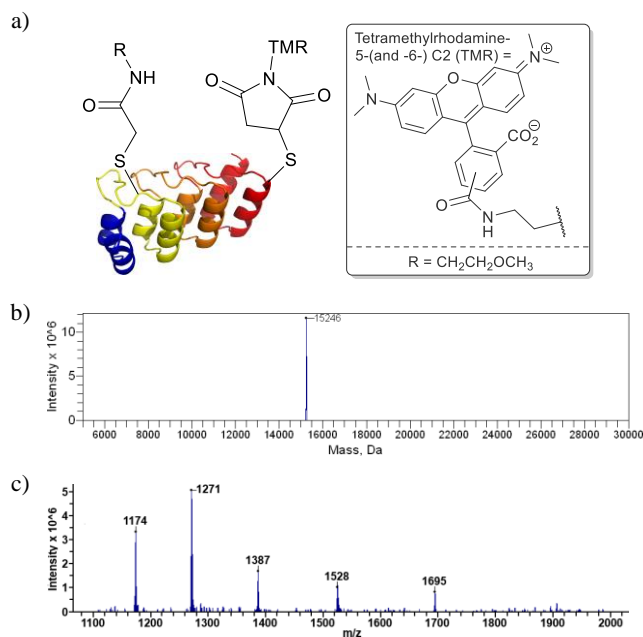 a)
R
NH
O
S
TMR
N
O
O
S
Tetramethylrhodamine-
5-(and -6-) C2 (TMR) =
N
O
N
⊕
CO2
⊖
O
N
H
R = CH2CH2OCH3
b)
Intensity x 10^6
10
5
0
15246
6000 8000 10000 12000 14000 16000 18000 20000 22000 24000 26000 28000 30000
Mass, Da
c)
Intensity x 10^6
5
4
3
2
1
0
1174
1271
1387
1528
1695
1100 1200 1300 1400 1500 1600 1700 1800 1900 2000
m/z